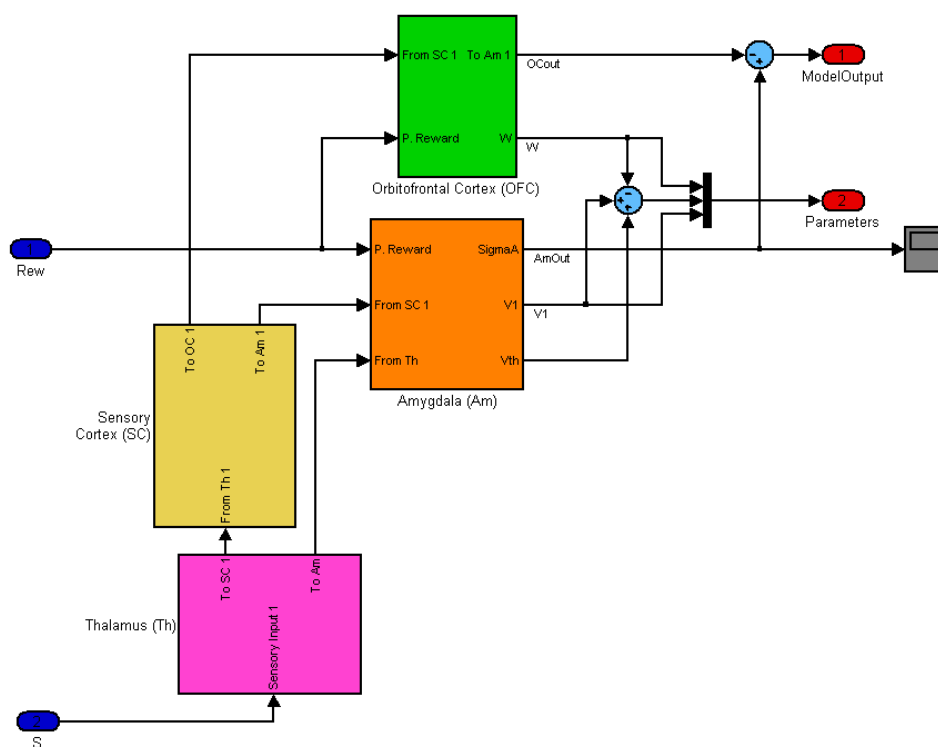 From SC 1
To Am 1
OCout
-
+
1
ModelOutput
P. Reward
W
W
Orbitofrontal Cortex (OFC)
-
+
+
2
Parameters
1
Rew
P. Reward
SigmaA
AmOut
From SC 1
V1
V1
From Th
Vth
Amygdala (Am)
To OC 1
To Am 1
Sensory
Cortex (SC)
From Th 1
To SC 1
To Am
Thalamus (Th)
Sensory Input 1
2
S